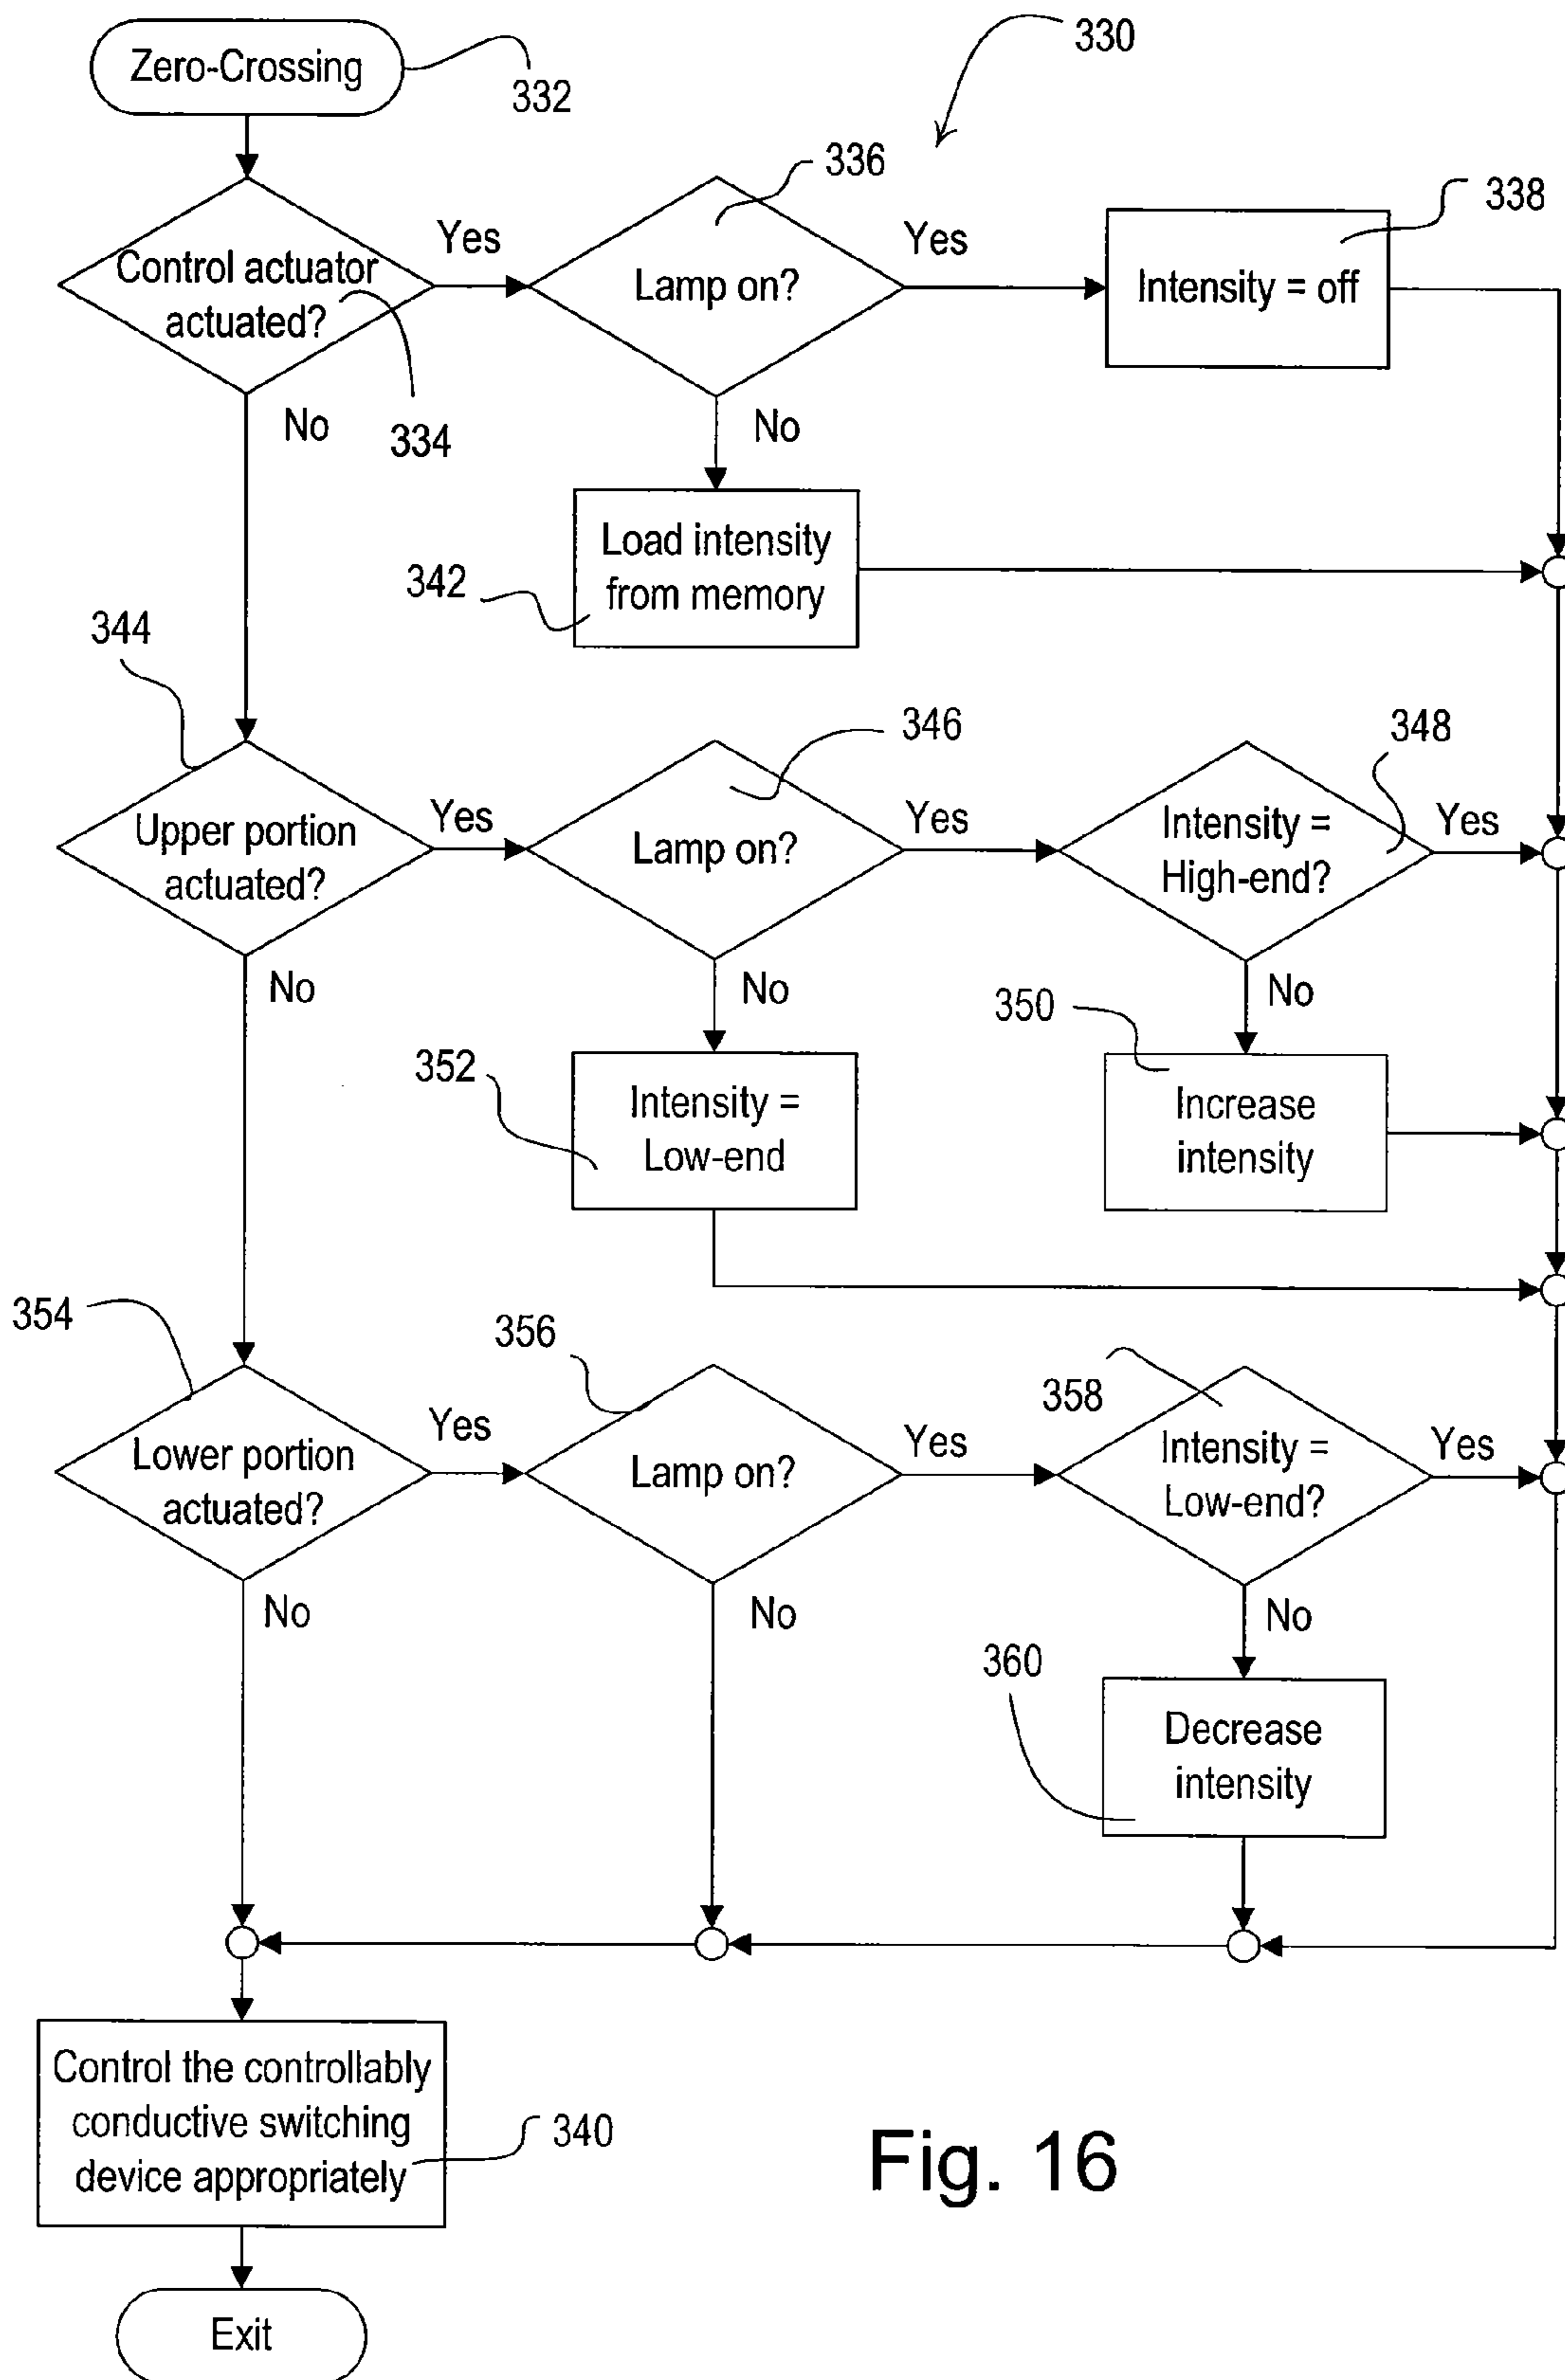 Zero-Crossing
332
330
Control actuator
actuated?
334
Yes
No
336
Lamp on?
Yes
No
338
Intensity = off
342
Load intensity
from memory
344
Upper portion
actuated?
Yes
No
346
Lamp on?
Yes
No
348
Intensity =
High-end?
Yes
No
352
Intensity =
Low-end
350
Increase
intensity
354
Lower portion
actuated?
Yes
No
356
Lamp on?
Yes
No
358
Intensity =
Low-end?
Yes
No
360
Decrease
intensity
Control the controllably
conductive switching
device appropriately
340
Exit
Fig. 16